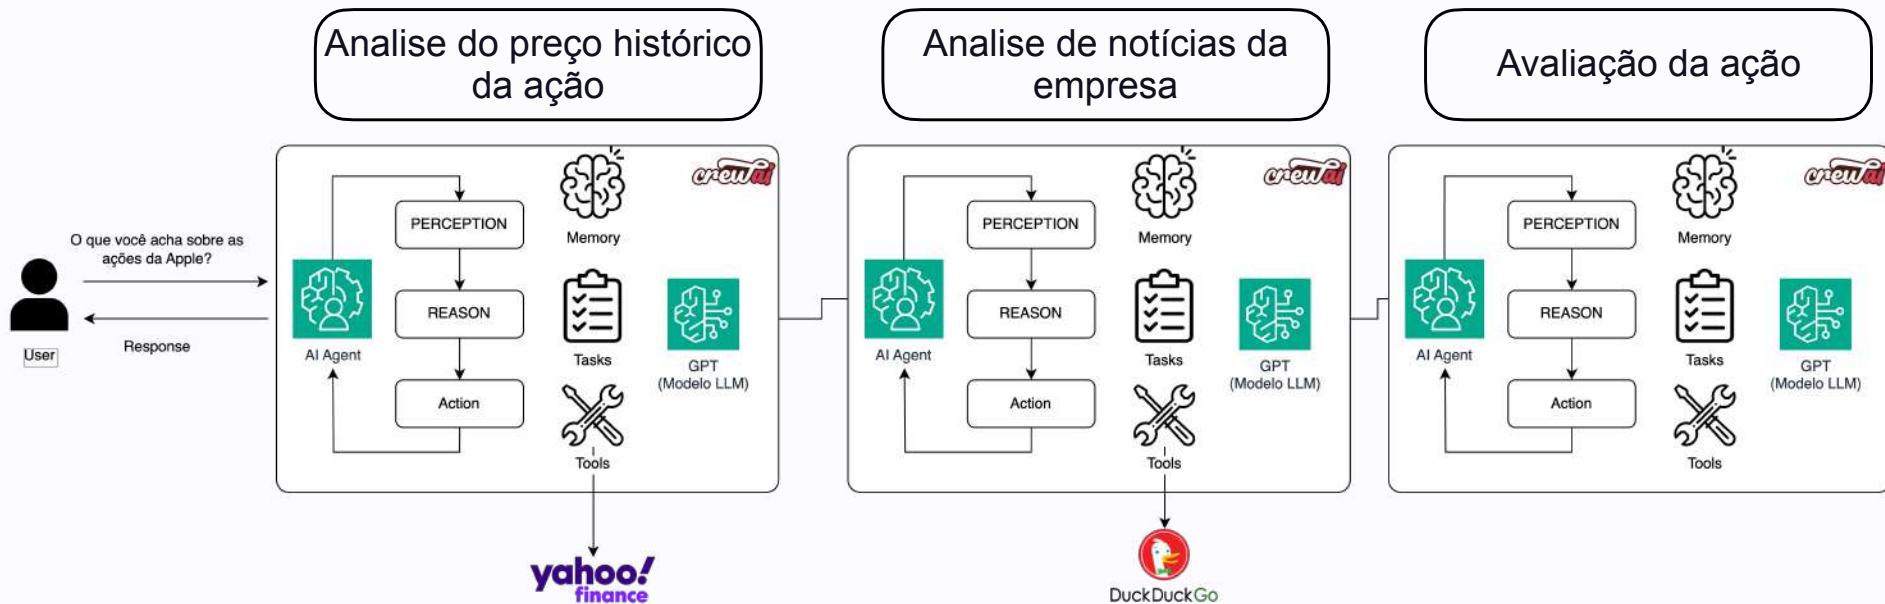 Analise do preço histórico
da ação
Analise de notícias da
empresa
Avaliação da ação
O que você acha sobre as
ações da Apple?
User
Response
crewai
AI Agent
PERCEPTION
REASON
Action
Memory
Tasks
Tools
GPT
(Modelo LLM)
yahoo!
finance
crewai
AI Agent
PERCEPTION
REASON
Action
Memory
Tasks
Tools
GPT
(Modelo LLM)
DuckDuckGo
crewai
AI Agent
PERCEPTION
REASON
Action
Memory
Tasks
Tools
GPT
(Modelo LLM)